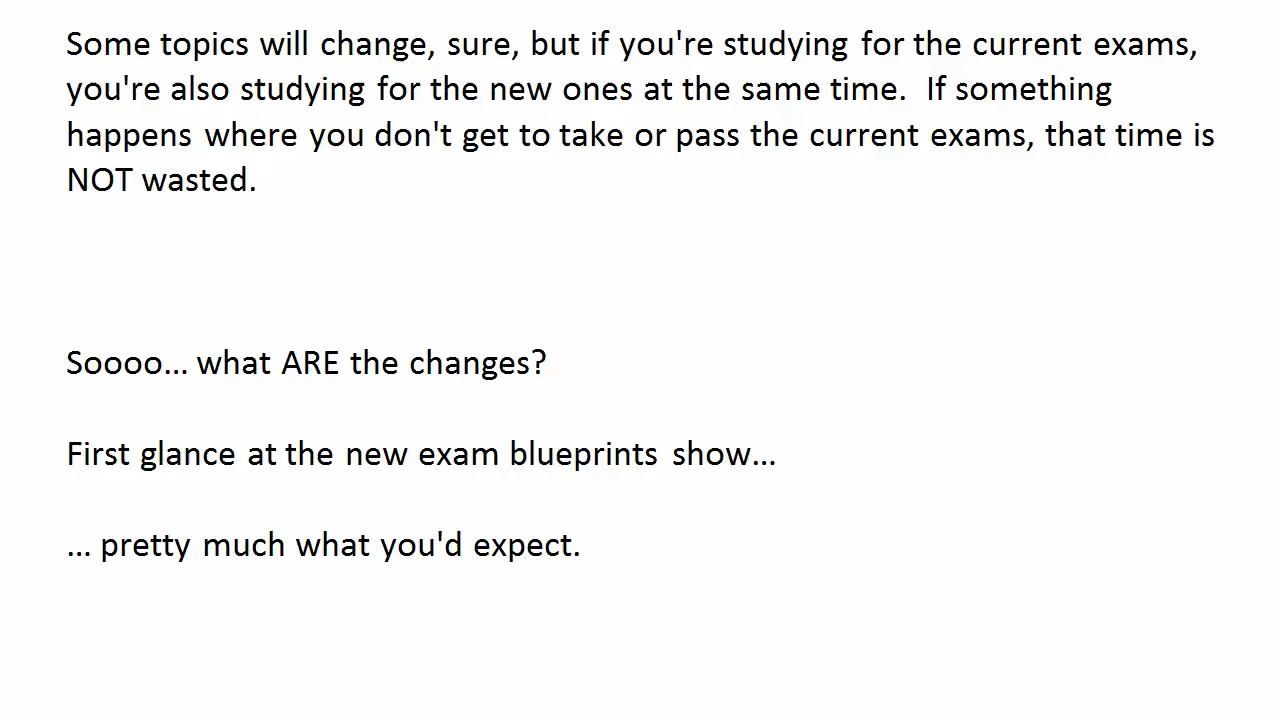 Some topics will change, sure, but if you're studying for the current exams,
you're also studying for the new ones at the same time.  If something
happens where you don't get to take or pass the current exams, that time is
NOT wasted.
Soooo... what ARE the changes?
First glance at the new exam blueprints show...
... pretty much what you'd expect.